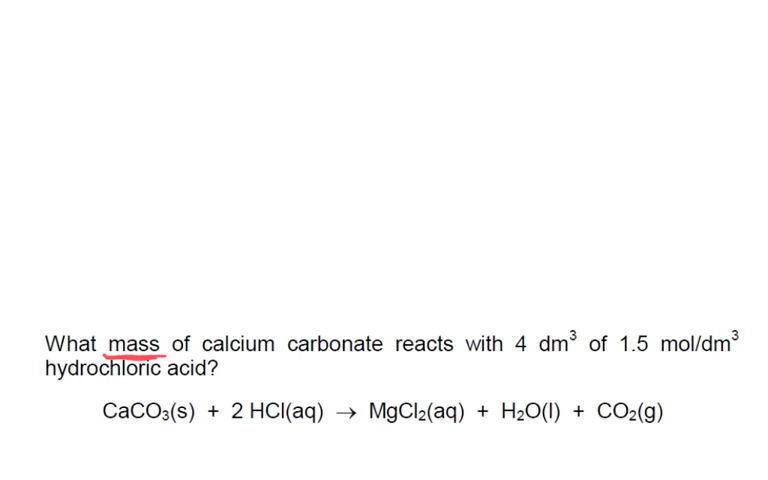 What mass of calcium carbonate reacts with 4 dm³ of 1.5 mol/dm³
hydrochloric acid?
CaCO₃(s) + 2 HCl(aq) → MgCl₂(aq) + H₂O(l) + CO₂(g)